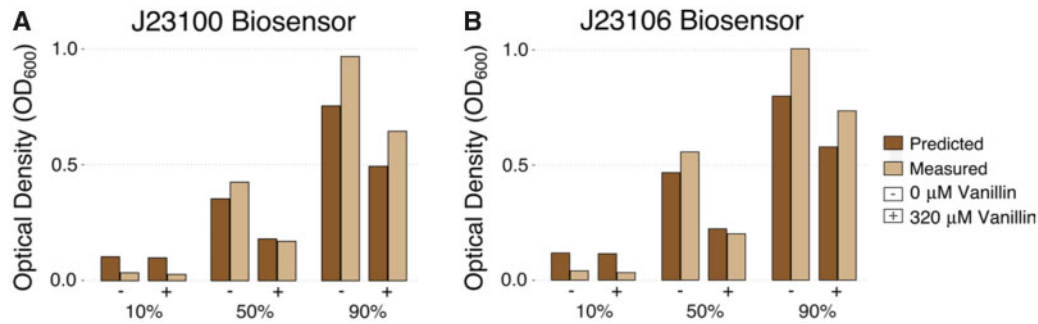 A
J23100 Biosensor
Optical Density (OD600)
1.0
0.5
0.0
- + - + - +
10% 50% 90%
B
J23106 Biosensor
Optical Density (OD600)
1.0
0.5
0.0
- + - + - +
10% 50% 90%
Predicted
Measured
- 0 μM Vanillin
+ 320 μM Vanillin